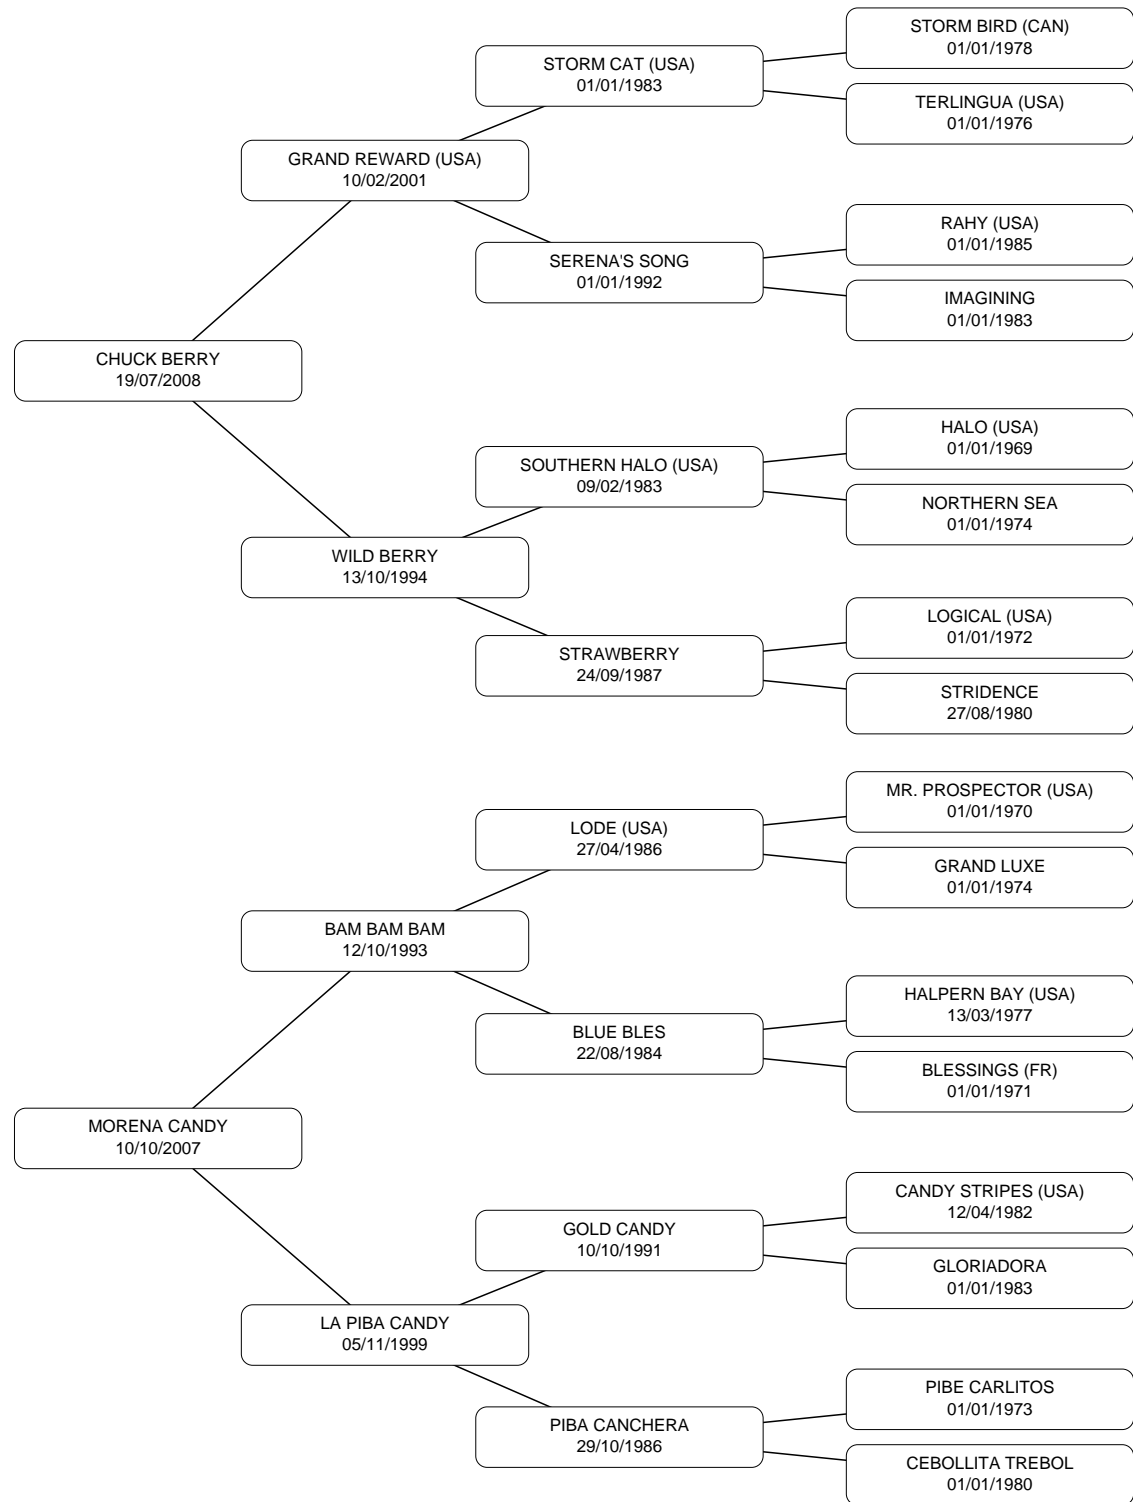 STORM BIRD (CAN)
01/01/1978
STORM CAT (USA)
01/01/1983
TERLINGUA (USA)
01/01/1976
GRAND REWARD (USA)
10/02/2001
RAHY (USA)
01/01/1985
SERENA'S SONG
01/01/1992
IMAGINING
01/01/1983
CHUCK BERRY
19/07/2008
HALO (USA)
01/01/1969
SOUTHERN HALO (USA)
09/02/1983
NORTHERN SEA
01/01/1974
WILD BERRY
13/10/1994
LOGICAL (USA)
01/01/1972
STRAWBERRY
24/09/1987
STRIDENCE
27/08/1980
MR. PROSPECTOR (USA)
01/01/1970
LODE (USA)
27/04/1986
GRAND LUXE
01/01/1974
BAM BAM BAM
12/10/1993
HALPERN BAY (USA)
13/03/1977
BLUE BLES
22/08/1984
BLESSINGS (FR)
01/01/1971
MORENA CANDY
10/10/2007
CANDY STRIPES (USA)
12/04/1982
GOLD CANDY
10/10/1991
GLORIADORA
01/01/1983
LA PIBA CANDY
05/11/1999
PIBE CARLITOS
01/01/1973
PIBA CANCHERA
29/10/1986
CEBOLLITA TREBOL
01/01/1980